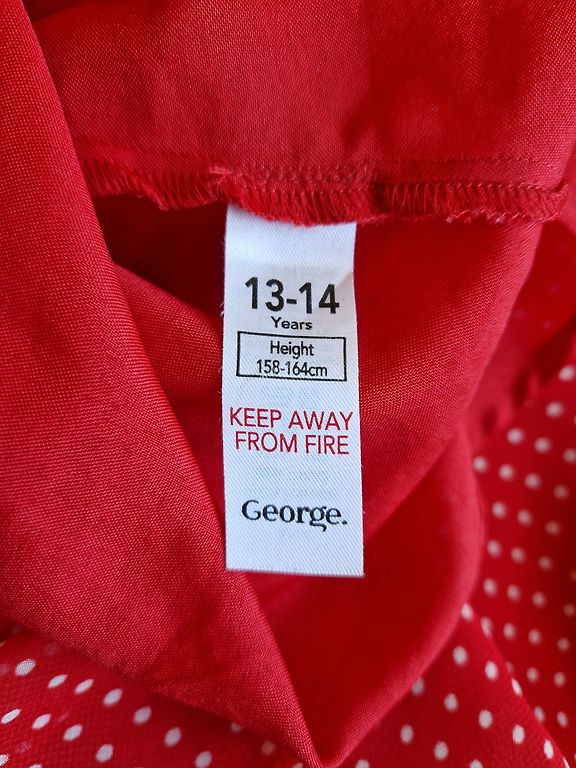 13-14
Years
Height
158-164cm
KEEP AWAY
FROM FIRE
George.